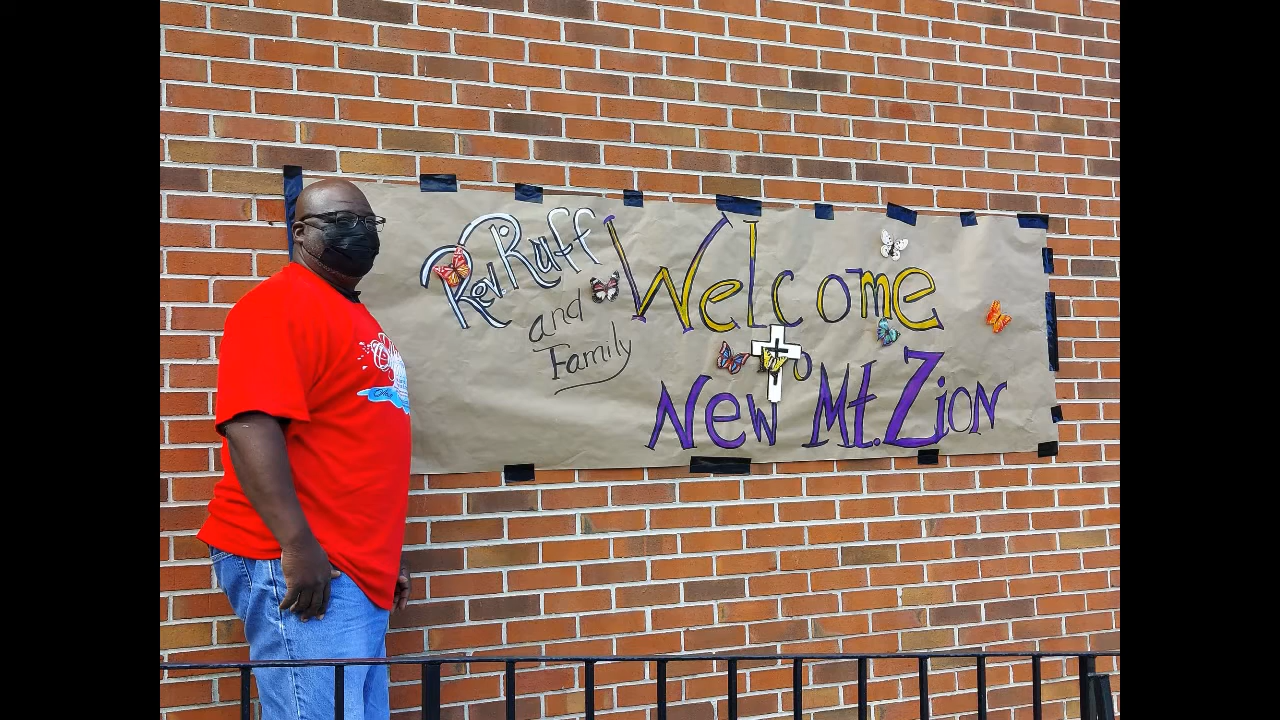 Rev. Ruff
and
Family
Welcome
to
New Mt. Zion